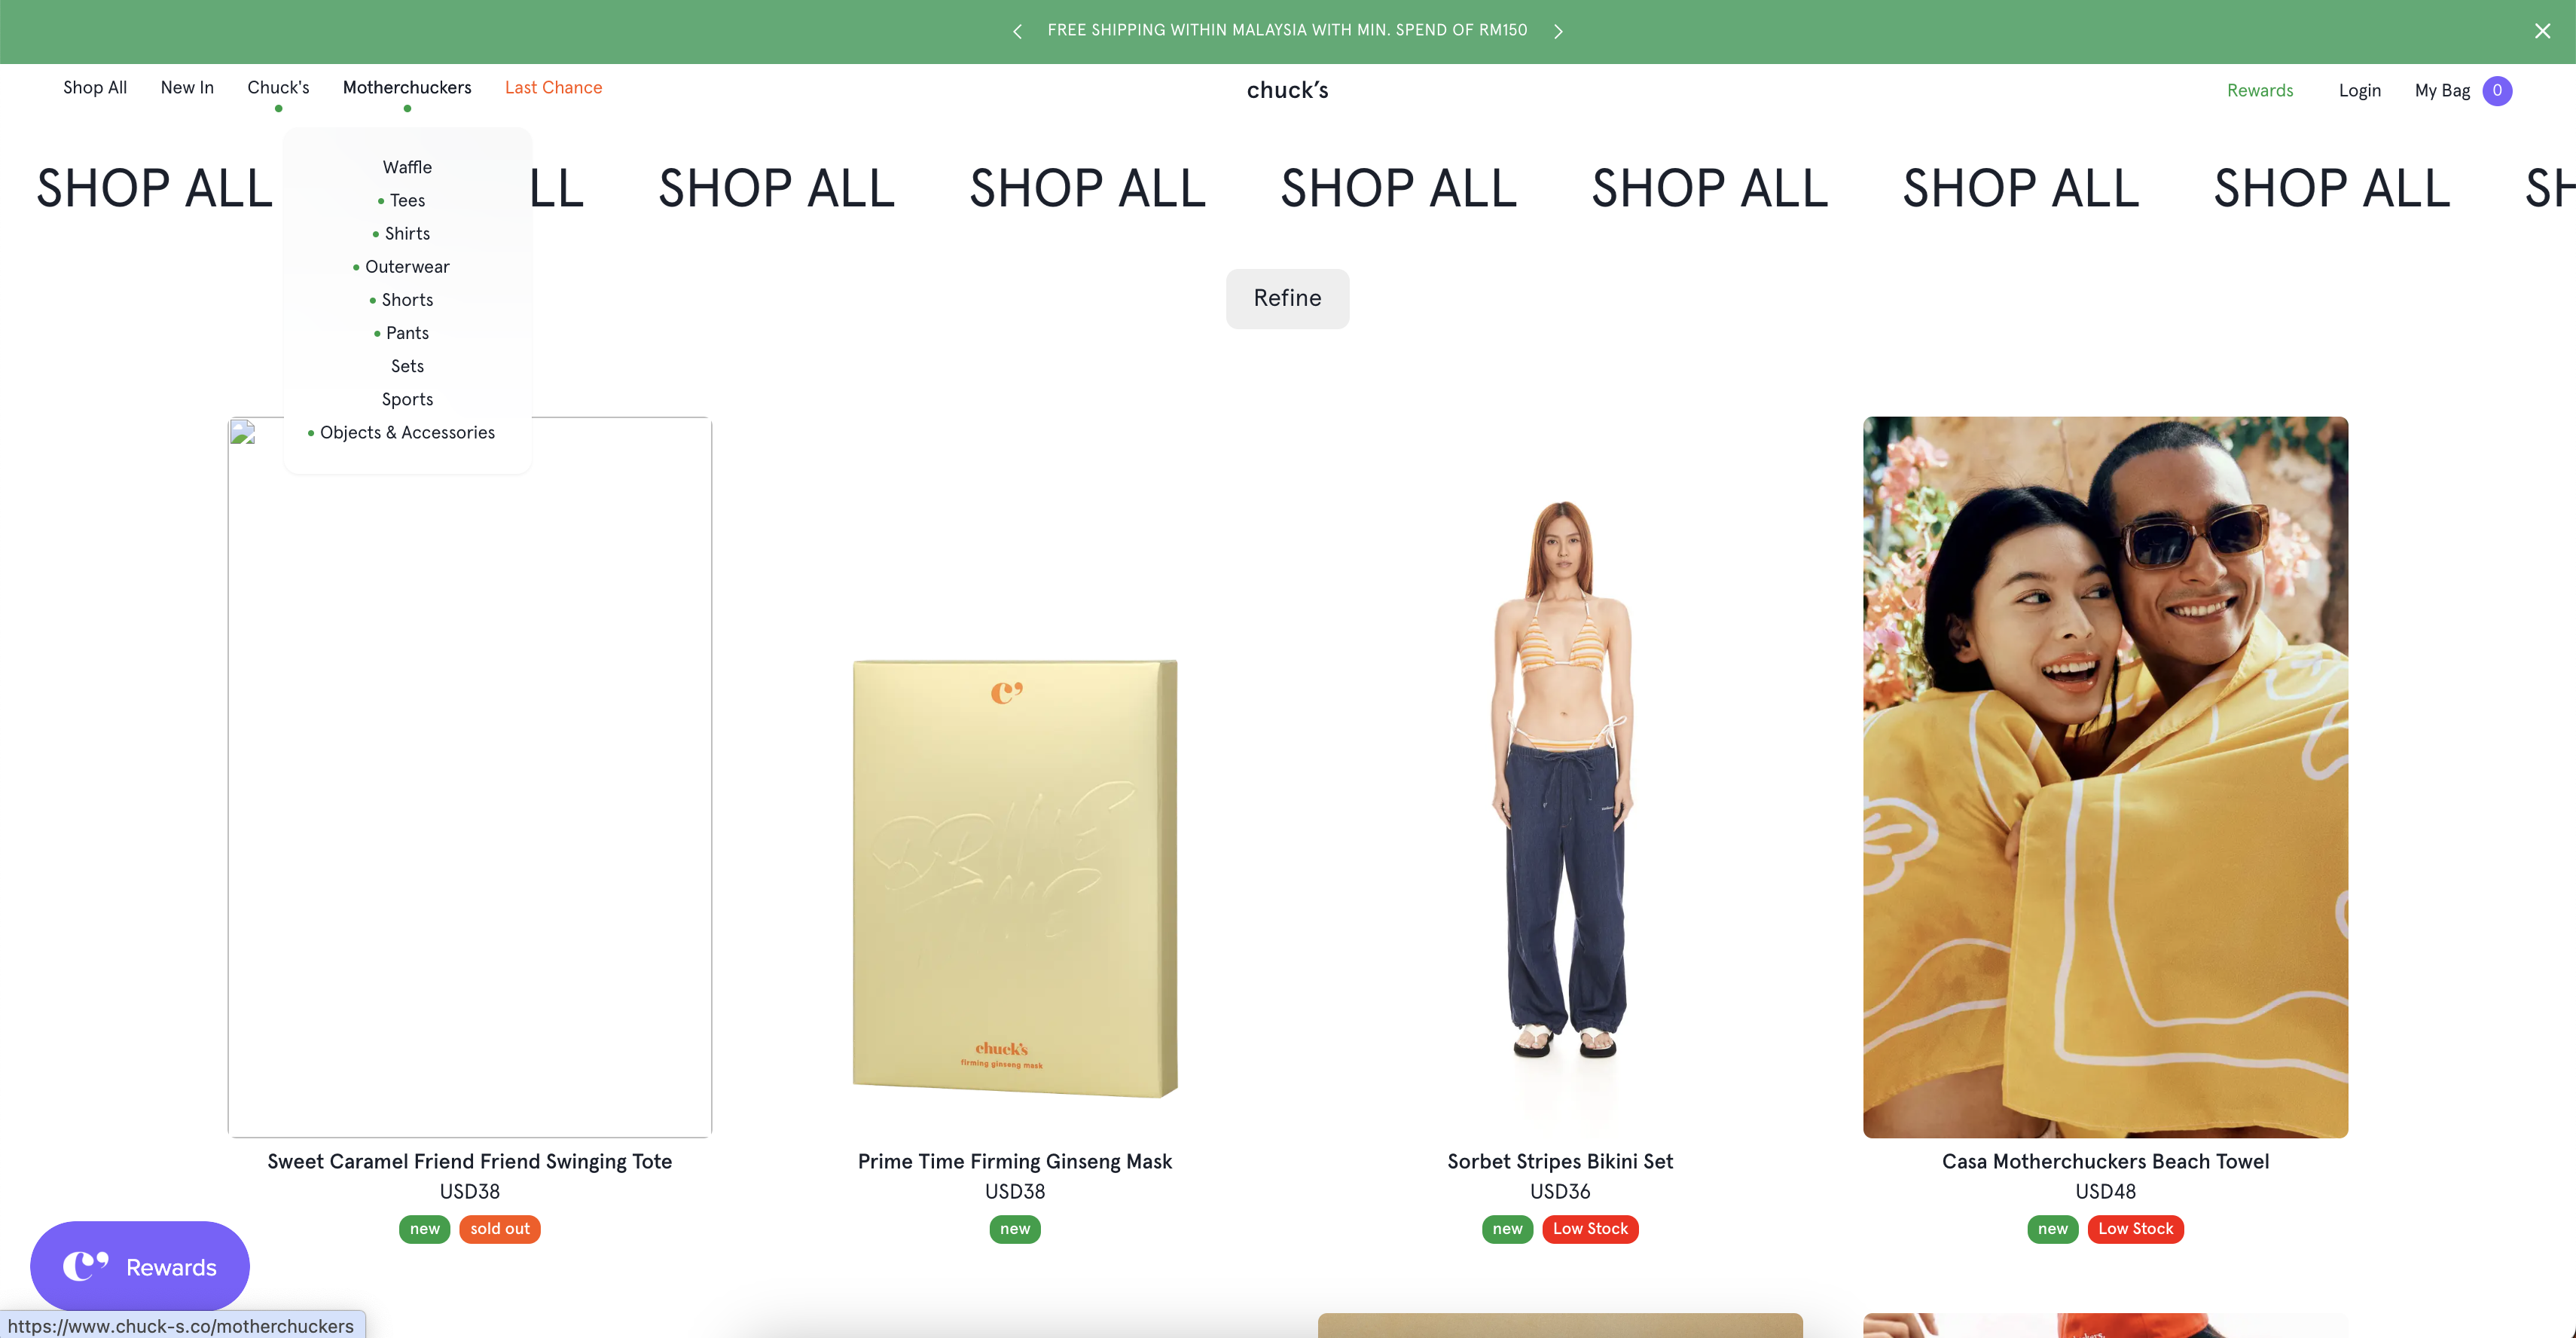 FREE SHIPPING WITHIN MALAYSIA WITH MIN. SPEND OF RM150
Shop All New In Chuck's Motherchuckers Last Chance
chuck's
Rewards Login My Bag 0
SHOP ALL LL SHOP ALL SHOP ALL SHOP ALL SHOP ALL SHOP ALL SHOP ALL SH
Waffle
Tees
Shirts
Outerwear
Shorts
Pants
Sets
Sports
Objects & Accessories
Refine
c'
PRIME
TIME
chuck's
firming ginseng mask
Sweet Caramel Friend Friend Swinging Tote
USD38
new sold out
Prime Time Firming Ginseng Mask
USD38
new
Sorbet Stripes Bikini Set
USD36
new Low Stock
Casa Motherchuckers Beach Towel
USD48
new Low Stock
c' Rewards
https://www.chuck-s.co/motherchuckers